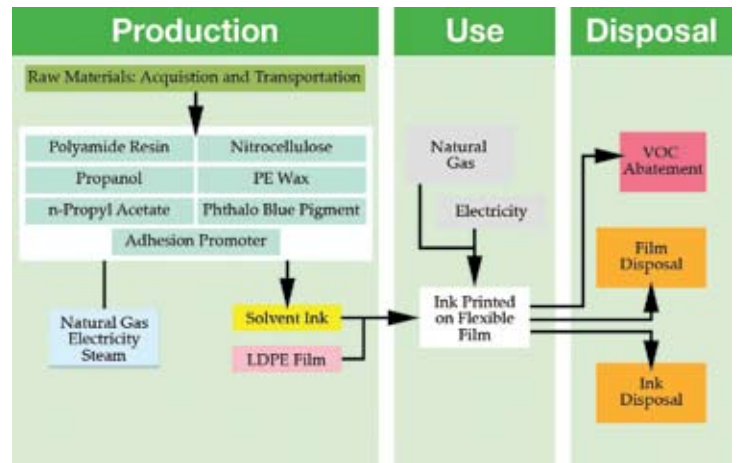 Production
Use
Disposal
Raw Materials: Acquistion and Transportation
Polyamide Resin
Nitrocellulose
Propanol
PE Wax
n-Propyl Acetate
Phthalo Blue Pigment
Adhesion Promoter
Natural Gas
Electricity
Steam
Solvent Ink
LDPE Film
Natural
Gas
Electricity
Ink Printed
on Flexible
Film
VOC
Abatement
Film
Disposal
Ink
Disposal